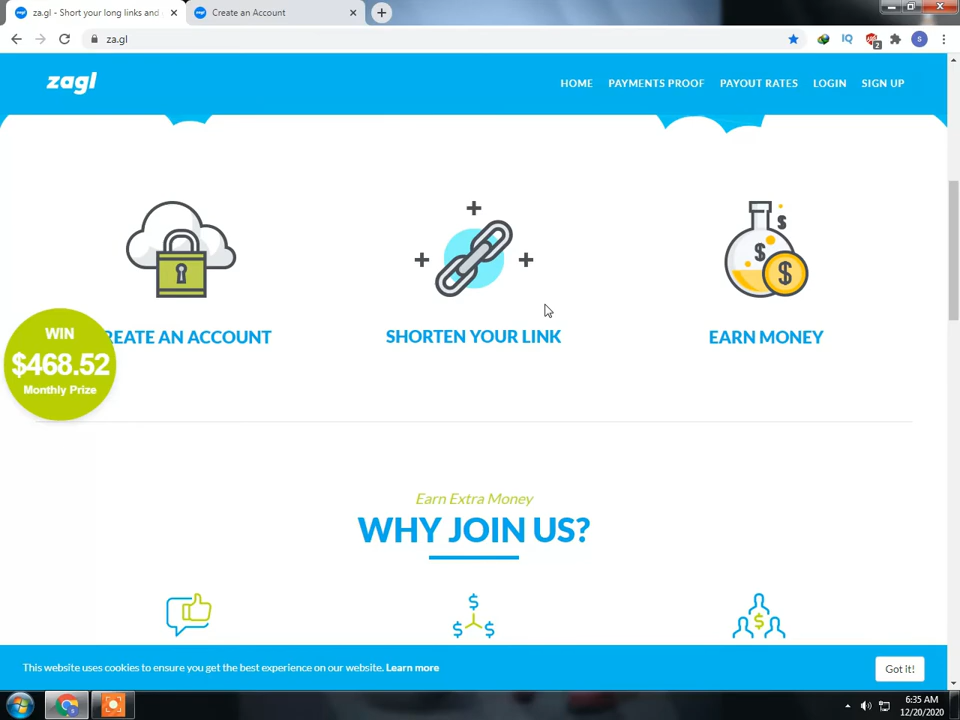 za.gl - Short your long links and
Create an Account
za.gl
IQ
2
S
zagl
HOME
PAYMENTS PROOF
PAYOUT RATES
LOGIN
SIGN UP
WIN
$468.52
Monthly Prize
REATE AN ACCOUNT
SHORTEN YOUR LINK
EARN MONEY
Earn Extra Money
WHY JOIN US?
This website uses cookies to ensure you get the best experience on our website. Learn more
Got it!
6:35 AM
12/20/2020